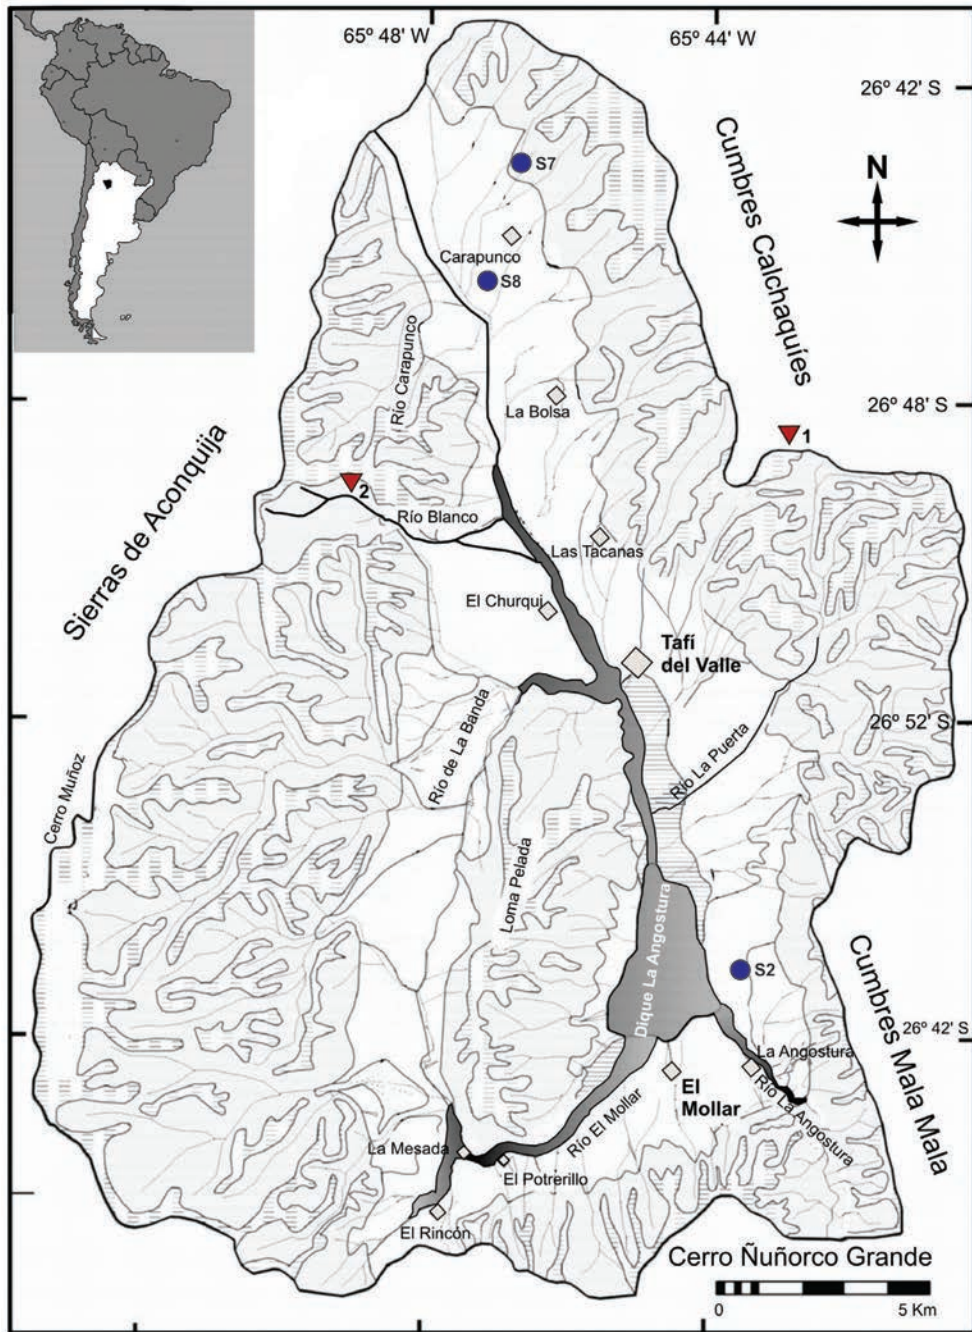 65º 48' W
65º 44' W
26º 42' S
N
Cumbres Calchaquíes
S7
Carapunco
S8
Río Carapunco
La Bolsa
26º 48' S
1
2
Sierras de Aconquija
Río Blanco
Las Tacanas
El Churqui
Tafí
del Valle
Río de La Banda
26º 52' S
Río La Puerta
Cerro Muñoz
Loma Pelada
Dique La Angostura
S2
Cumbres Mala Mala
26º 42' S
La Angostura
El
Mollar
Río La Angostura
Río El Mollar
La Mesada
El Potrerillo
El Rincón
Cerro Ñuñorco Grande
0
5 Km